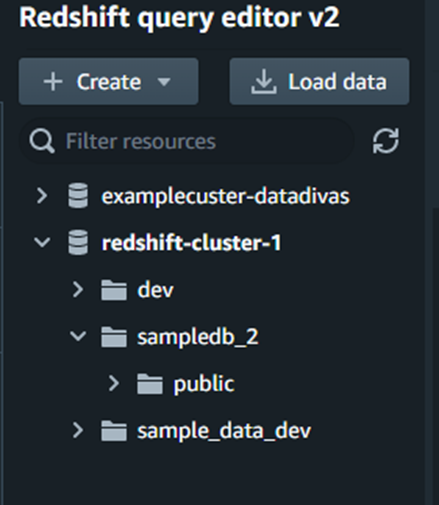 Redshift query editor v2
+ Create
Load data
Filter resources
examplecuster-datadivas
redshift-cluster-1
dev
sampledb_2
public
sample_data_dev